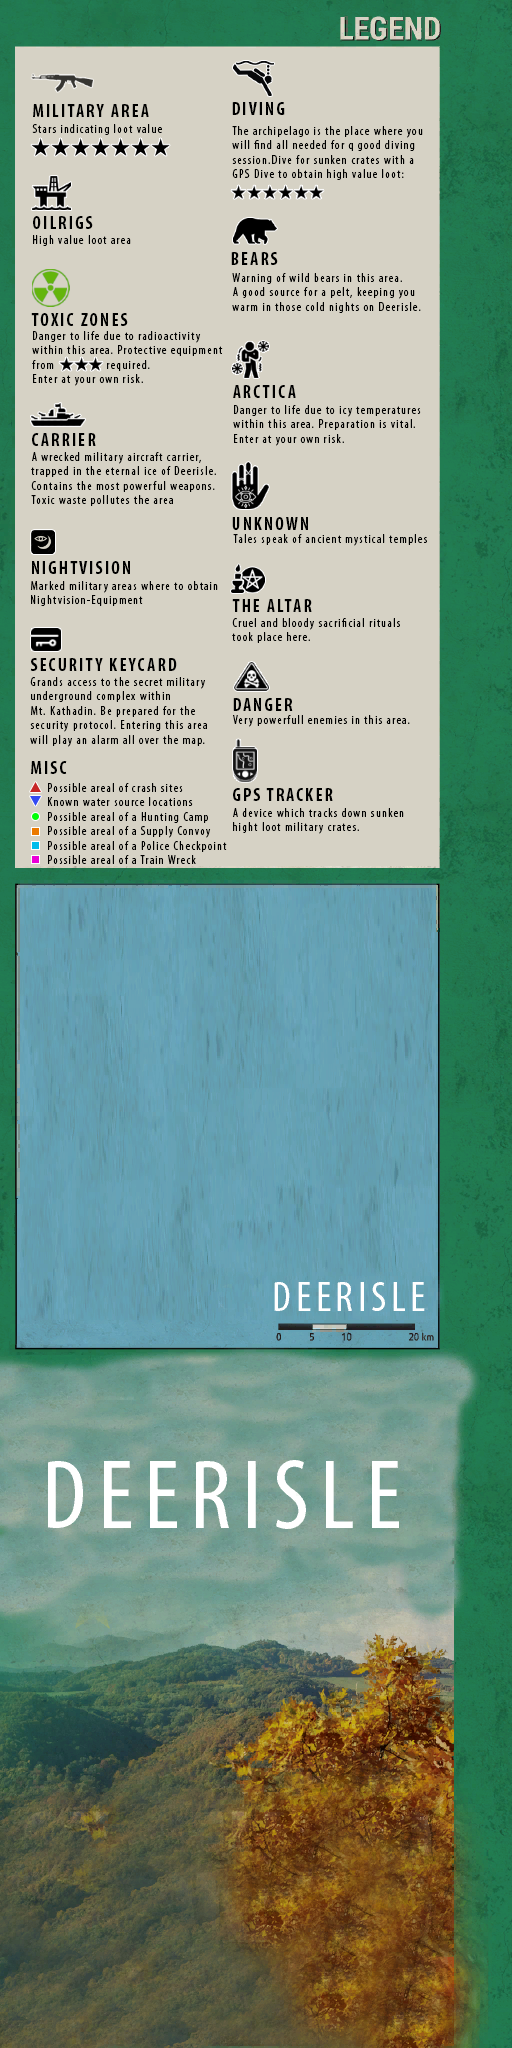 LEGEND
MILITARY AREA
Stars indicating loot value
OILRIGS
High value loot area
TOXIC ZONES
Danger to life due to radioactivity
within this area. Protective equipment
from ★★★ required.
Enter at your own risk.
CARRIER
A wrecked military aircraft carrier,
trapped in the eternal ice of Deerisle.
Contains the most powerful weapons.
Toxic waste pollutes the area
NIGHTVISION
Marked military areas where to obtain
Nightvision-Equipment
SECURITY KEYCARD
Grands access to the secret military
underground complex within
Mt. Kathadin. Be prepared for the
security protocol. Entering this area
will play an alarm all over the map.
MISC
Possible areal of crash sites
Known water source locations
Possible areal of a Hunting Camp
Possible areal of a Supply Convoy
Possible areal of a Police Checkpoint
Possible areal of a Train Wreck
DIVING
The archipelago is the place where you
will find all needed for q good diving
session.Dive for sunken crates with a
GPS Dive to obtain high value loot:
BEARS
Warning of wild bears in this area.
A good source for a pelt, keeping you
warm in those cold nights on Deerisle.
ARCTICA
Danger to life due to icy temperatures
within this area. Preparation is vital.
Enter at your own risk.
UNKNOWN
Tales speak of ancient mystical temples
THE ALTAR
Cruel and bloody sacrificial rituals
took place here.
DANGER
Very powerfull enemies in this area.
GPS TRACKER
A device which tracks down sunken
hight loot military crates.
DEERISLE
0 5 10 20 km
DEERISLE